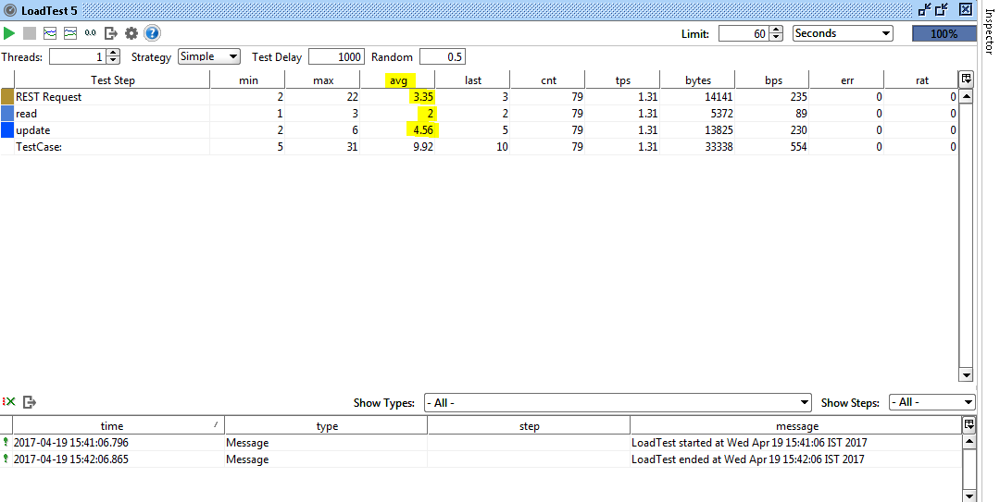 LoadTest 5
0.0 ? Limit: 60 Seconds 100%
Threads: 1 Strategy Simple Test Delay 1000 Random 0.5
Test Step min max avg last cnt tps bytes bps err rat
REST Request 2 22 3.35 3 79 1.31 14141 235 0 0
read 1 3 2 2 79 1.31 5372 89 0 0
update 2 6 4.56 5 79 1.31 13825 230 0 0
TestCase: 5 31 9.92 10 79 1.31 33338 554 0 0
Show Types: - All - Show Steps: - All -
time type step message
2017-04-19 15:41:06.796 Message LoadTest started at Wed Apr 19 15:41:06 IST 2017
2017-04-19 15:42:06.865 Message LoadTest ended at Wed Apr 19 15:42:06 IST 2017
Inspector